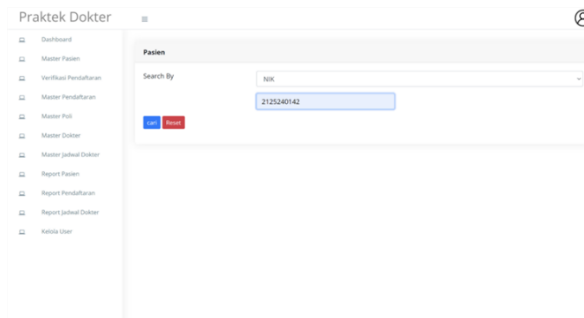 Praktek Dokter
Dashboard
Master Pasien
Verifikasi Pendaftaran
Master Pendaftaran
Master Poli
Master Dokter
Master Jadwal Dokter
Report Pasien
Report Pendaftaran
Report Jadwal Dokter
Kelola User
Pasien
Search By
NIK
2125240142
cari
Reset